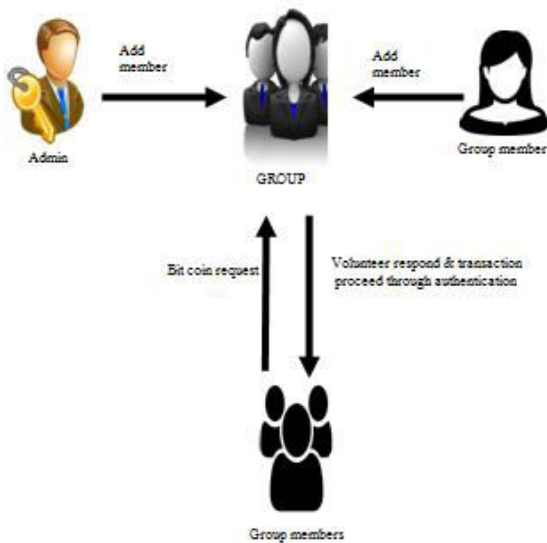 Add
member
Add
member
Admin
GROUP
Group member
Bit coin request
Volunteer respond & transaction
proceed through authentication
Group members